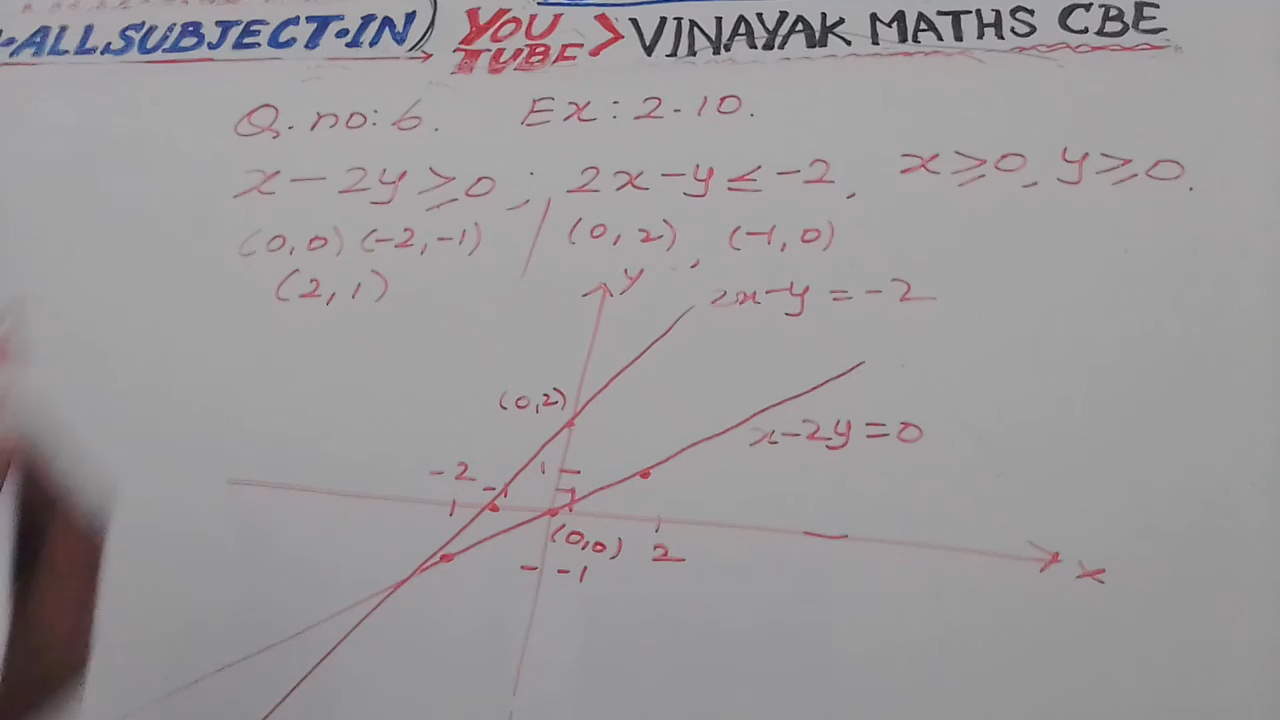 ·ALL.SUBJECT·IN) YOU TUBE > VINAYAK MATHS CBE
Q. no: 6. Ex: 2.10.
x - 2y ≥ 0 ; 2x - y ≤ -2, x ≥ 0, y ≥ 0.
(0,0) (-2,-1) / (0,2), (-1,0)
(2,1)
y
2x-y = -2
(0,2)
x-2y = 0
-2 -1 1
(0,0) 2
-1
x